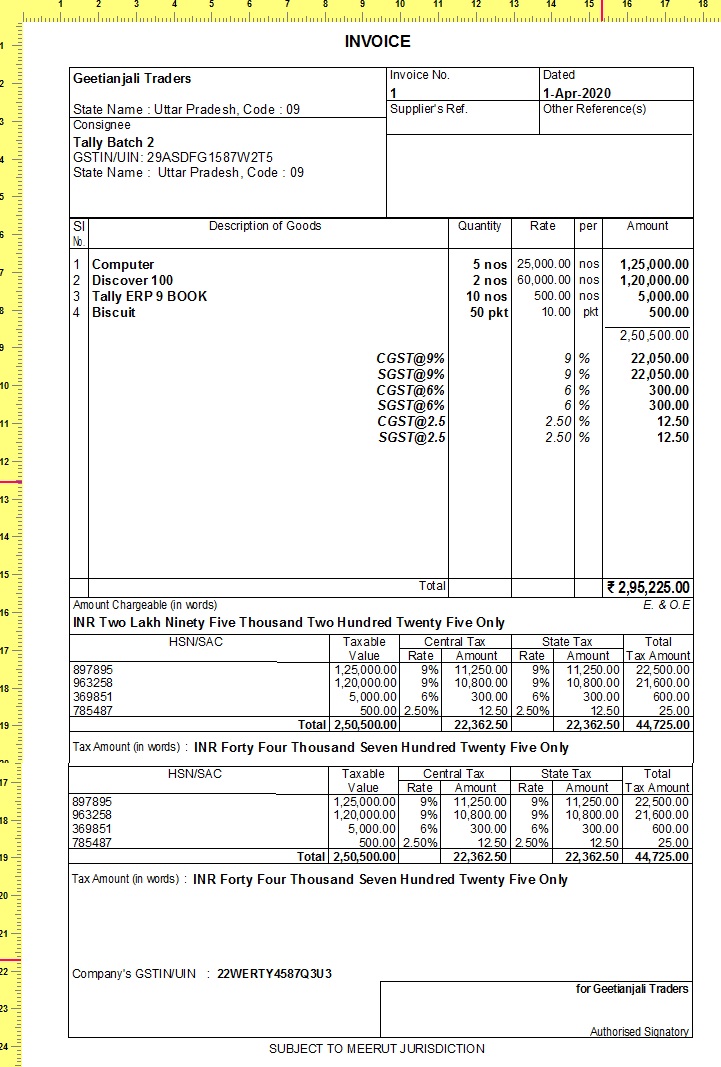 1 2 3 4 5 6 7 8 9 10 11 12 13 14 15 16 17 18
INVOICE
Geetianjali Traders
State Name : Uttar Pradesh, Code : 09
Invoice No.
1
Dated
1-Apr-2020
Supplier's Ref.
Other Reference(s)
Consignee
Tally Batch 2
GSTIN/UIN: 29ASDFG1587W2T5
State Name : Uttar Pradesh, Code : 09
Sl No. Description of Goods Quantity Rate per Amount
1 Computer 5 nos 25,000.00 nos 1,25,000.00
2 Discover 100 2 nos 60,000.00 nos 1,20,000.00
3 Tally ERP 9 BOOK 10 nos 500.00 nos 5,000.00
4 Biscuit 50 pkt 10.00 pkt 500.00
2,50,500.00
CGST@9% 9 % 22,050.00
SGST@9% 9 % 22,050.00
CGST@6% 6 % 300.00
SGST@6% 6 % 300.00
CGST@2.5 2.50 % 12.50
SGST@2.5 2.50 % 12.50
Total ₹ 2,95,225.00
Amount Chargeable (in words) E. & O.E
INR Two Lakh Ninety Five Thousand Two Hundred Twenty Five Only
HSN/SAC Taxable Central Tax State Tax Total
Value Rate Amount Rate Amount Tax Amount
897895 1,25,000.00 9% 11,250.00 9% 11,250.00 22,500.00
963258 1,20,000.00 9% 10,800.00 9% 10,800.00 21,600.00
369851 5,000.00 6% 300.00 6% 300.00 600.00
785487 500.00 2.50% 12.50 2.50% 12.50 25.00
Total 2,50,500.00 22,362.50 22,362.50 44,725.00
Tax Amount (in words) : INR Forty Four Thousand Seven Hundred Twenty Five Only
HSN/SAC Taxable Central Tax State Tax Total
Value Rate Amount Rate Amount Tax Amount
897895 1,25,000.00 9% 11,250.00 9% 11,250.00 22,500.00
963258 1,20,000.00 9% 10,800.00 9% 10,800.00 21,600.00
369851 5,000.00 6% 300.00 6% 300.00 600.00
785487 500.00 2.50% 12.50 2.50% 12.50 25.00
Total 2,50,500.00 22,362.50 22,362.50 44,725.00
Tax Amount (in words) : INR Forty Four Thousand Seven Hundred Twenty Five Only
Company's GSTIN/UIN : 22WERTY4587Q3U3
for Geetianjali Traders
Authorised Signatory
SUBJECT TO MEERUT JURISDICTION